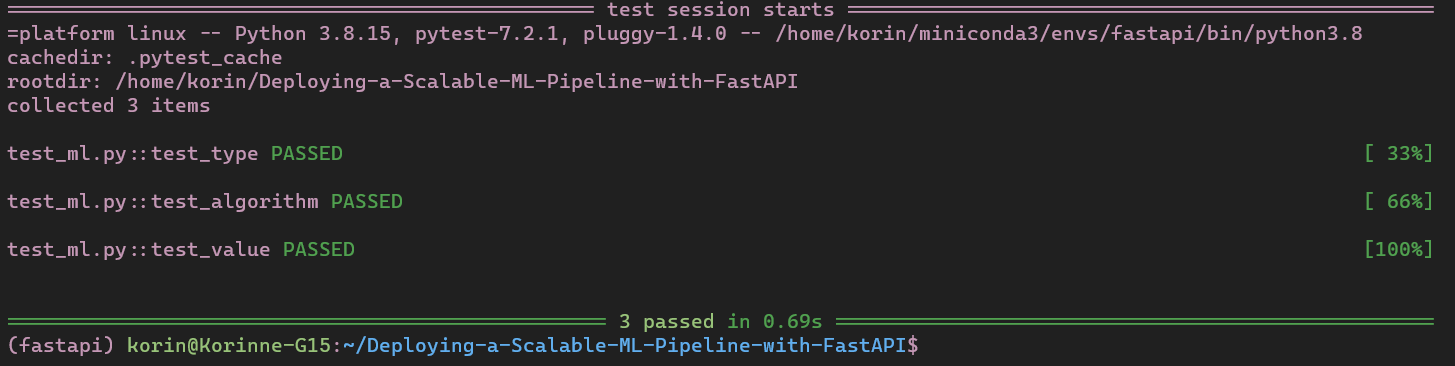 ============================================= test session starts =============================================
=platform linux -- Python 3.8.15, pytest-7.2.1, pluggy-1.4.0 -- /home/korin/miniconda3/envs/fastapi/bin/python3.8
cachedir: .pytest_cache
rootdir: /home/korin/Deploying-a-Scalable-ML-Pipeline-with-FastAPI
collected 3 items
test_ml.py::test_type PASSED [ 33%]
test_ml.py::test_algorithm PASSED [ 66%]
test_ml.py::test_value PASSED [100%]
============================================== 3 passed in 0.69s ==============================================
(fastapi) korin@Korinne-G15:~/Deploying-a-Scalable-ML-Pipeline-with-FastAPI$